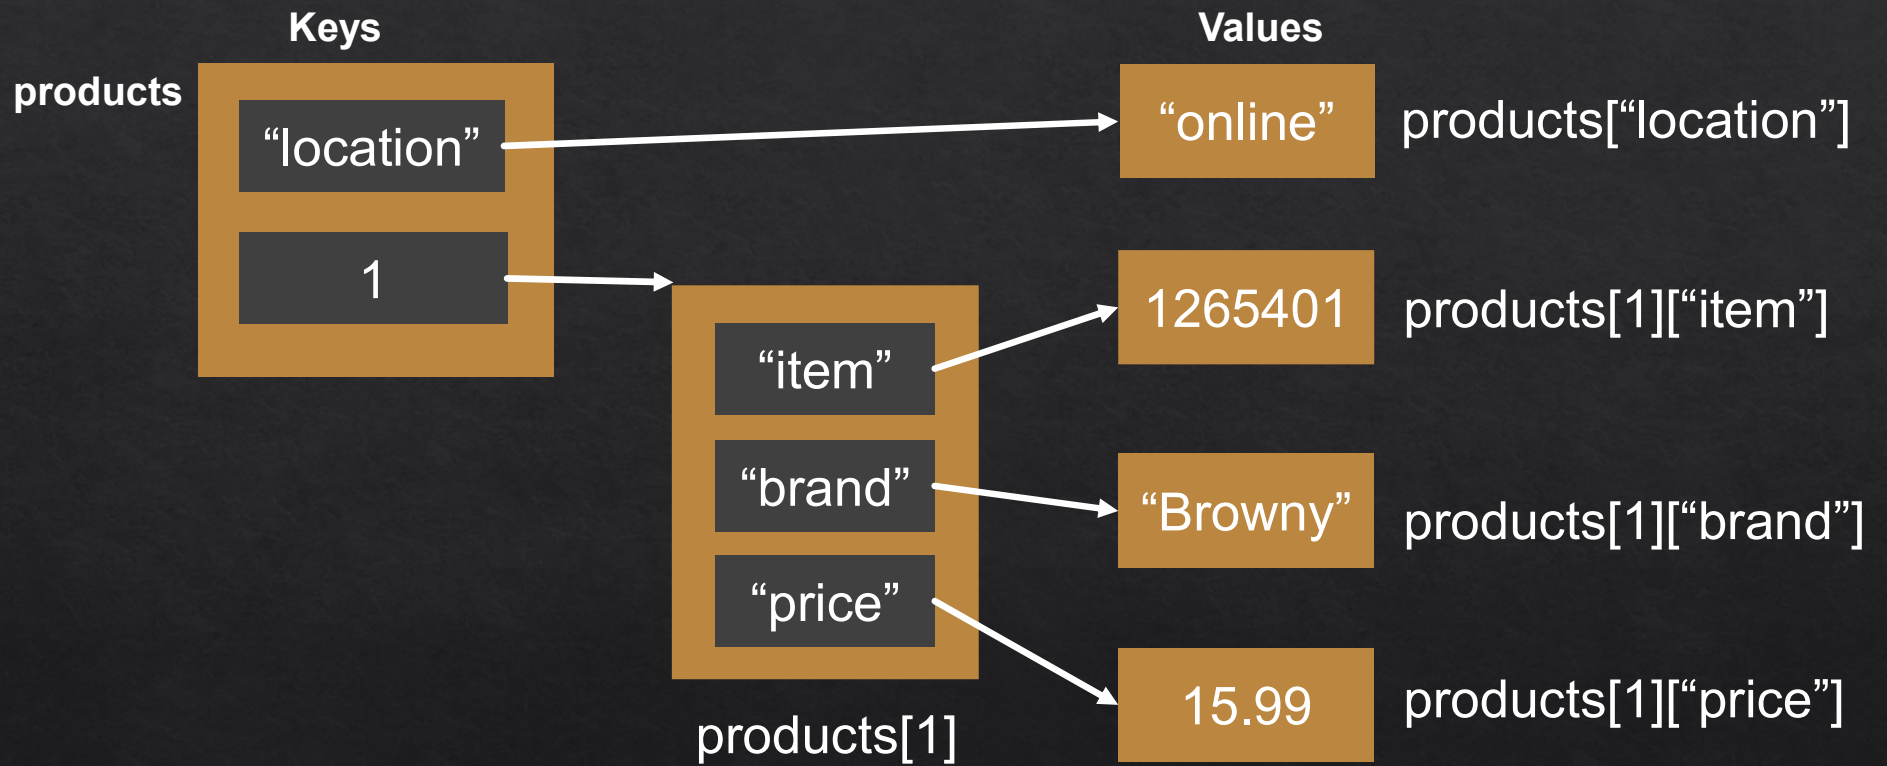 Keys
Values
products
“location”
“online”
products[“location”]
1
1265401
products[1][“item”]
“item”
“brand”
“Browny”
products[1][“brand”]
“price”
15.99
products[1][“price”]
products[1]